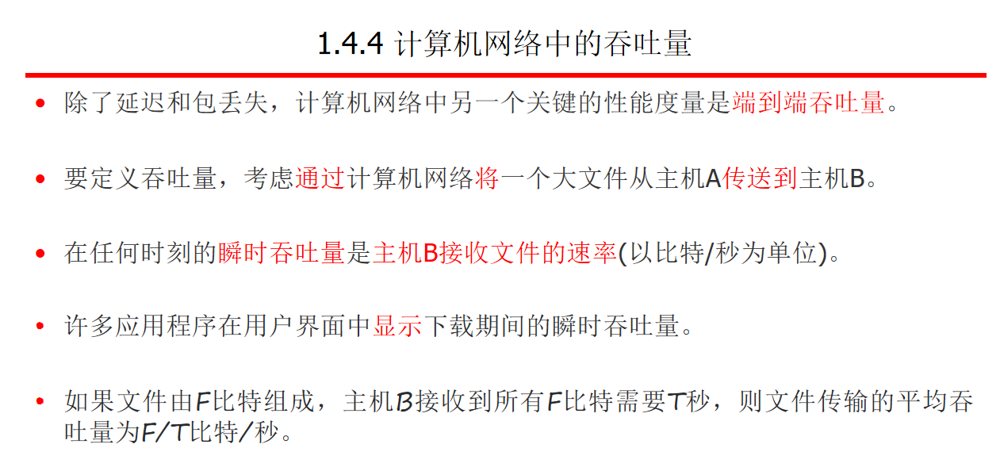 1.4.4 计算机网络中的吞吐量
• 除了延迟和包丢失，计算机网络中另一个关键的性能度量是端到端吞吐量。
• 要定义吞吐量，考虑通过计算机网络将一个大文件从主机A传送到主机B。
• 在任何时刻的瞬时吞吐量是主机B接收文件的速率(以比特/秒为单位)。
• 许多应用程序在用户界面中显示下载期间的瞬时吞吐量。
• 如果文件由F比特组成，主机B接收到所有F比特需要T秒，则文件传输的平均吞
吐量为F/T比特/秒。